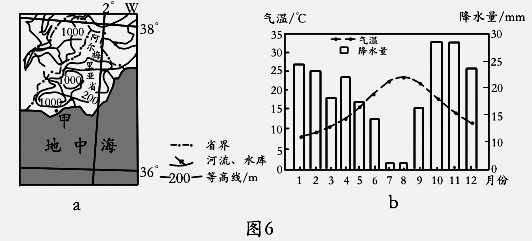 2° W
38°
1000
阿尔梅里亚省
1000
200
1000
甲
地中海
36°
省界
河流、水库
200 等高线/m
a
气温/℃
降水量/mm
气温
降水量
35
30
25
20
15
10
5
0
30
25
20
15
10
5
0
1 2 3 4 5 6 7 8 9 10 11 12 月份
b
图6